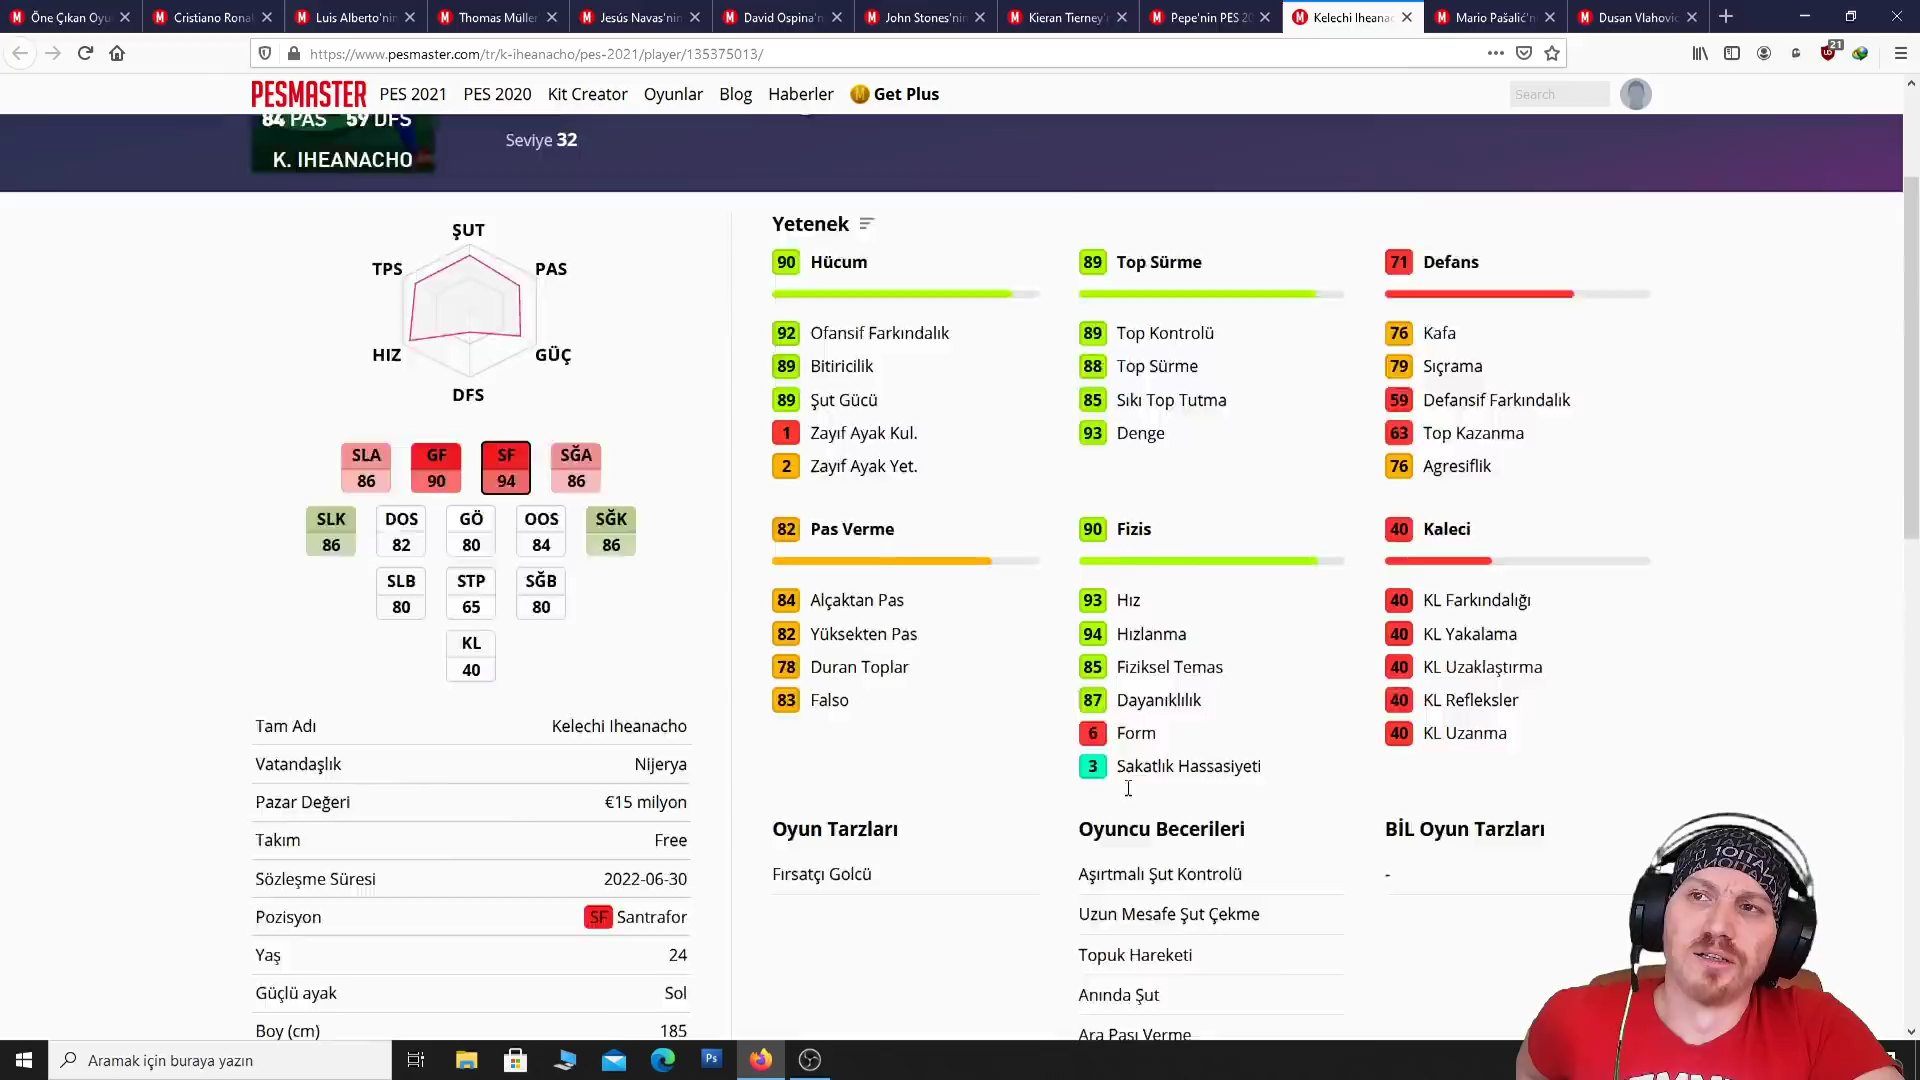 Öne Çıkan Oyu
Cristiano Rona
Luis Alberto'nin
Thomas Müller
Jesús Navas'nin
David Ospina'n
John Stones'nin
Kieran Tierney'
Pepe'nin PES 20
Kelechi Iheanac
Mario Pašalić'n
Dusan Vlahovic
https://www.pesmaster.com/tr/k-iheanacho/pes-2021/player/135375013/
21
PESMASTER PES 2021 PES 2020 Kit Creator Oyunlar Blog Haberler Get Plus Search
84 PAS 59 DFS
K. IHEANACHO
Seviye 32
ŞUT
TPS PAS
HIZ GÜÇ
DFS
SLA GF SF SĞA
86 90 94 86
SLK DOS GÖ OOS SĞK
86 82 80 84 86
SLB STP SĞB
80 65 80
KL
40
Tam Adı Kelechi Iheanacho
Vatandaşlık Nijerya
Pazar Değeri €15 milyon
Takım Free
Sözleşme Süresi 2022-06-30
Pozisyon SF Santrafor
Yaş 24
Güçlü ayak Sol
Boy (cm) 185
Yetenek
90 Hücum
92 Ofansif Farkındalık
89 Bitiricilik
89 Şut Gücü
1 Zayıf Ayak Kul.
2 Zayıf Ayak Yet.
89 Top Sürme
89 Top Kontrolü
88 Top Sürme
85 Sıkı Top Tutma
93 Denge
71 Defans
76 Kafa
79 Sıçrama
59 Defansif Farkındalık
63 Top Kazanma
76 Agresiflik
82 Pas Verme
84 Alçaktan Pas
82 Yüksekten Pas
78 Duran Toplar
83 Falso
90 Fizis
93 Hız
94 Hızlanma
85 Fiziksel Temas
87 Dayanıklılık
6 Form
3 Sakatlık Hassasiyeti
40 Kaleci
40 KL Farkındalığı
40 KL Yakalama
40 KL Uzaklaştırma
40 KL Refleksler
40 KL Uzanma
Oyun Tarzları
Fırsatçı Golcü
Oyuncu Becerileri
Aşırtmalı Şut Kontrolü
Uzun Mesafe Şut Çekme
Topuk Hareketi
Anında Şut
Ara Pası Verme
BİL Oyun Tarzları
-
Aramak için buraya yazın
Ps